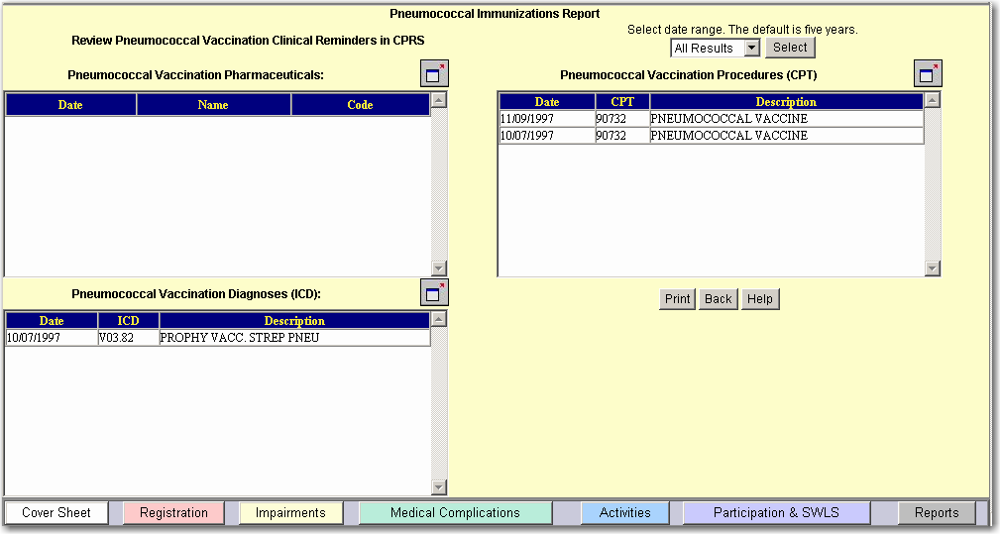 Pneumococcal Immunizations Report
Select date range. The default is five years.
Review Pneumococcal Vaccination Clinical Reminders in CPRS
All Results Select
Pneumococcal Vaccination Pharmaceuticals:
Date Name Code
Pneumococcal Vaccination Procedures (CPT)
Date CPT Description
11/09/1997 90732 PNEUMOCOCCAL VACCINE
10/07/1997 90732 PNEUMOCOCCAL VACCINE
Pneumococcal Vaccination Diagnoses (ICD):
Date ICD Description
10/07/1997 V03.82 PROPHY VACC. STREP PNEU
Print Back Help
Cover Sheet Registration Impairments Medical Complications Activities Participation & SWLS Reports